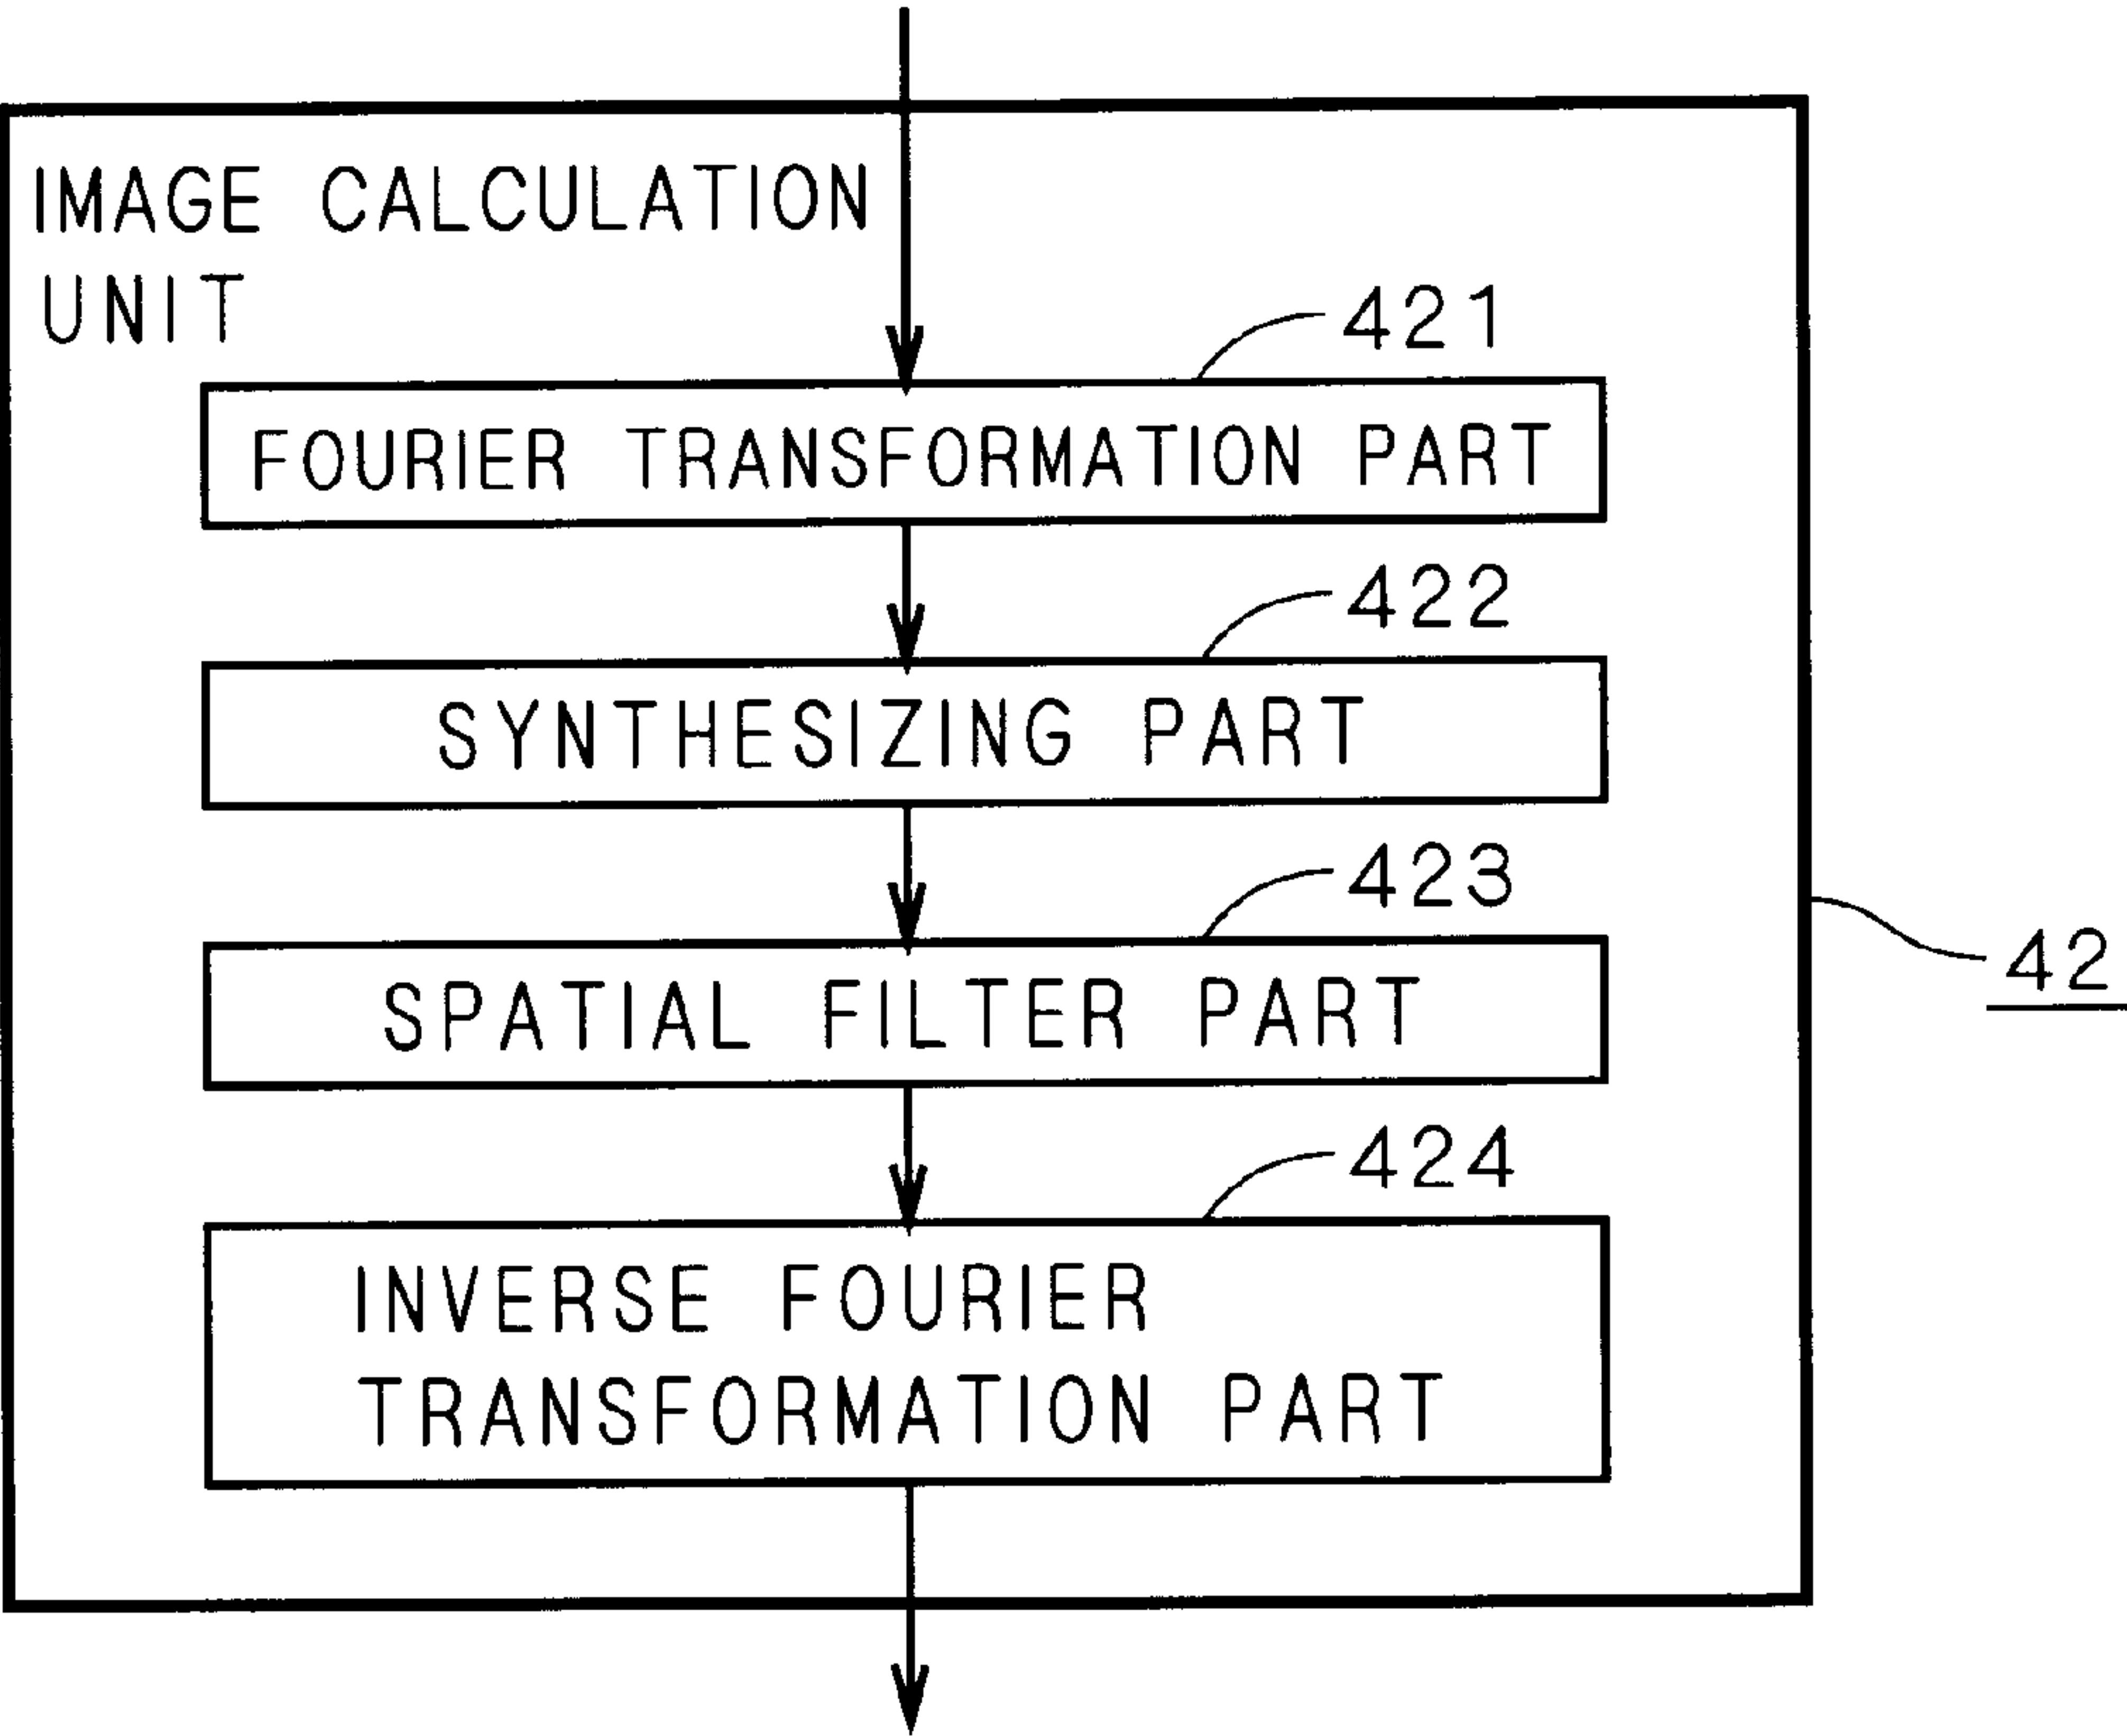 IMAGE CALCULATION
UNIT
421
FOURIER TRANSFORMATION PART
422
SYNTHESIZING PART
423
SPATIAL FILTER PART
42
424
INVERSE FOURIER
TRANSFORMATION PART